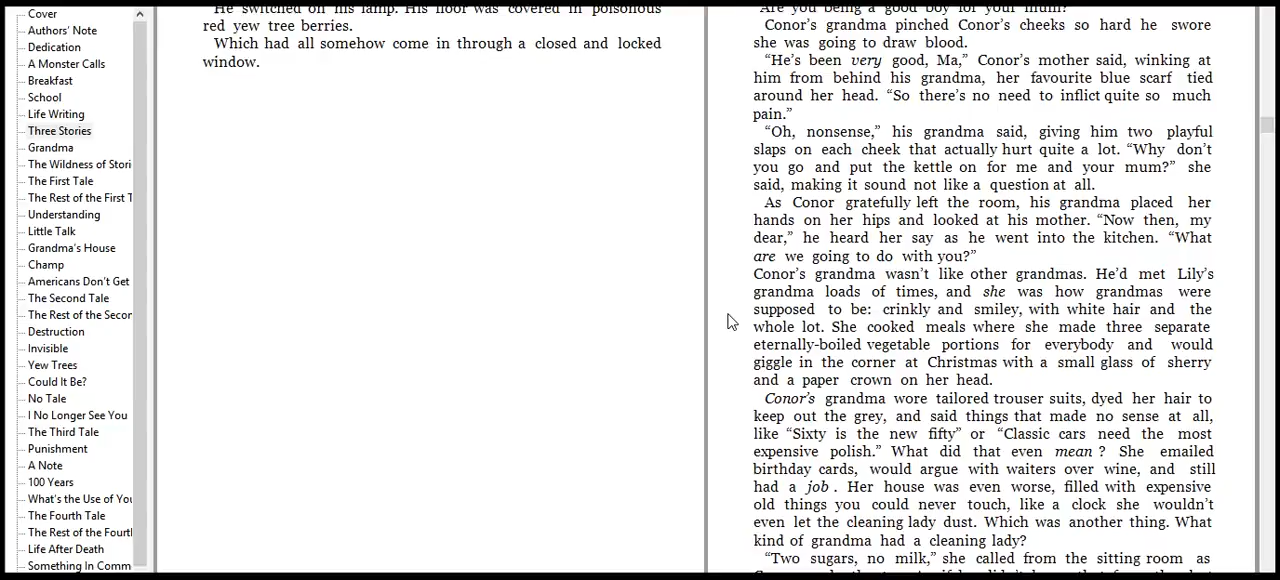 Cover
Authors' Note
Dedication
A Monster Calls
Breakfast
School
Life Writing
Three Stories
Grandma
The Wildness of Stori
The First Tale
The Rest of the First T
Understanding
Little Talk
Grandma's House
Champ
Americans Don't Get
The Second Tale
The Rest of the Secor
Destruction
Invisible
Yew Trees
Could It Be?
No Tale
I No Longer See You
The Third Tale
Punishment
A Note
100 Years
What's the Use of You
The Fourth Tale
The Rest of the Fourth
Life After Death
Something In Comm
He switched on his lamp. His floor was covered in poisonous
red yew tree berries.
Which had all somehow come in through a closed and locked
window.
Are you being a good boy for your mum?
Conor's grandma pinched Conor's cheeks so hard he swore
she was going to draw blood.
“He's been very good, Ma,” Conor's mother said, winking at
him from behind his grandma, her favourite blue scarf tied
around her head. “So there's no need to inflict quite so much
pain.”
“Oh, nonsense,” his grandma said, giving him two playful
slaps on each cheek that actually hurt quite a lot. “Why don't
you go and put the kettle on for me and your mum?” she
said, making it sound not like a question at all.
As Conor gratefully left the room, his grandma placed her
hands on her hips and looked at his mother. “Now then, my
dear,” he heard her say as he went into the kitchen. “What
are we going to do with you?”
Conor's grandma wasn't like other grandmas. He'd met Lily's
grandma loads of times, and she was how grandmas were
supposed to be: crinkly and smiley, with white hair and the
whole lot. She cooked meals where she made three separate
eternally-boiled vegetable portions for everybody and would
giggle in the corner at Christmas with a small glass of sherry
and a paper crown on her head.
Conor's grandma wore tailored trouser suits, dyed her hair to
keep out the grey, and said things that made no sense at all,
like “Sixty is the new fifty” or “Classic cars need the most
expensive polish.” What did that even mean ? She emailed
birthday cards, would argue with waiters over wine, and still
had a job . Her house was even worse, filled with expensive
old things you could never touch, like a clock she wouldn't
even let the cleaning lady dust. Which was another thing. What
kind of grandma had a cleaning lady?
“Two sugars, no milk,” she called from the sitting room as